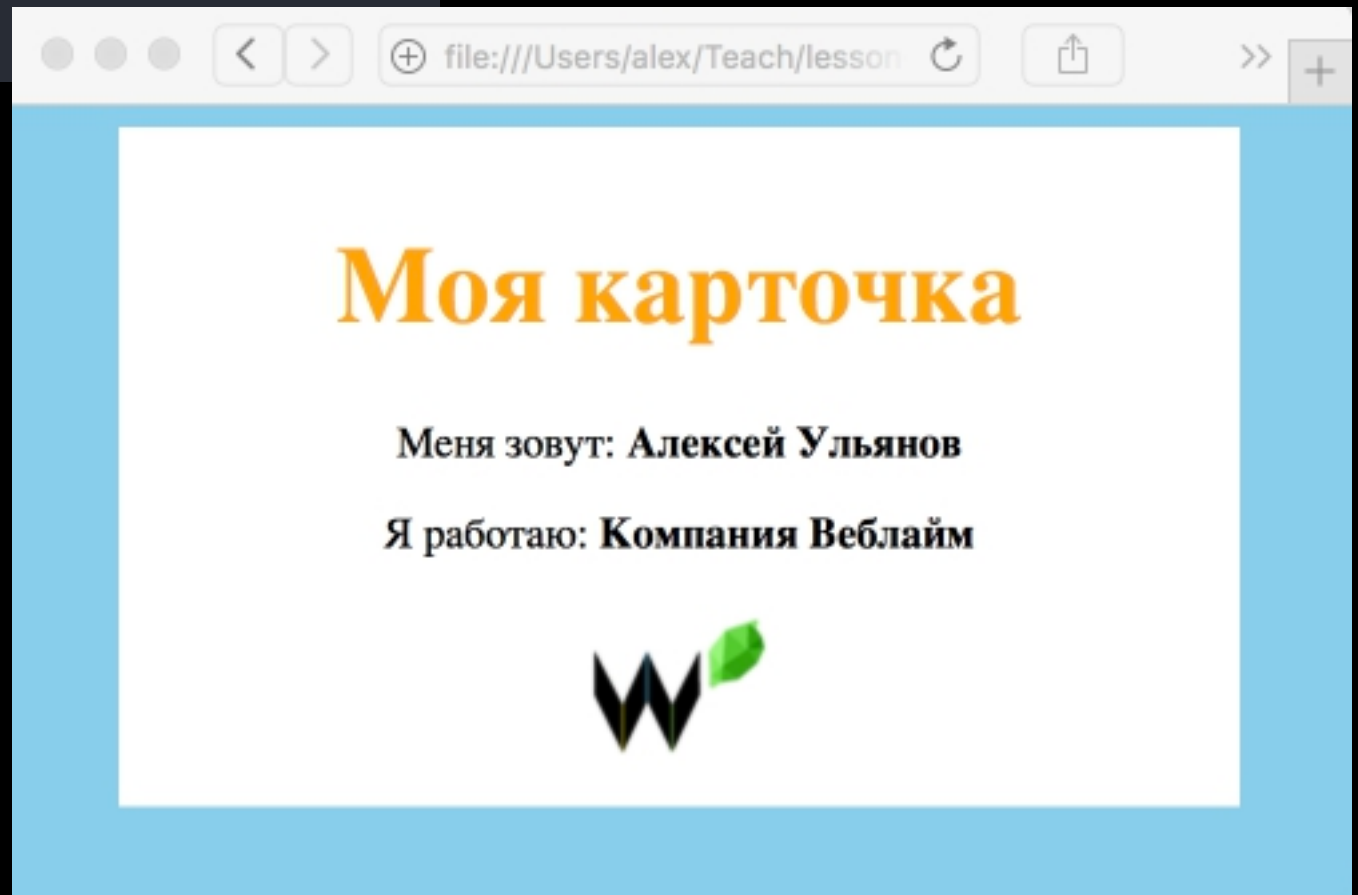 file:///Users/alex/Teach/lesson
Моя карточка
Меня зовут: Алексей Ульянов
Я работаю: Компания Веблайм
W